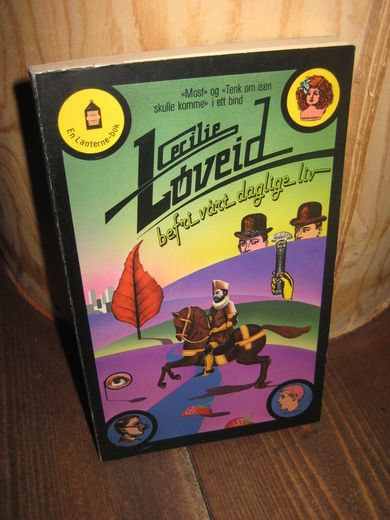 «Most» og «Tenk om isen
skulle komme» i ett bind
En Lanterne-bok
Cecilie
Løveid
befri vårt daglige liv